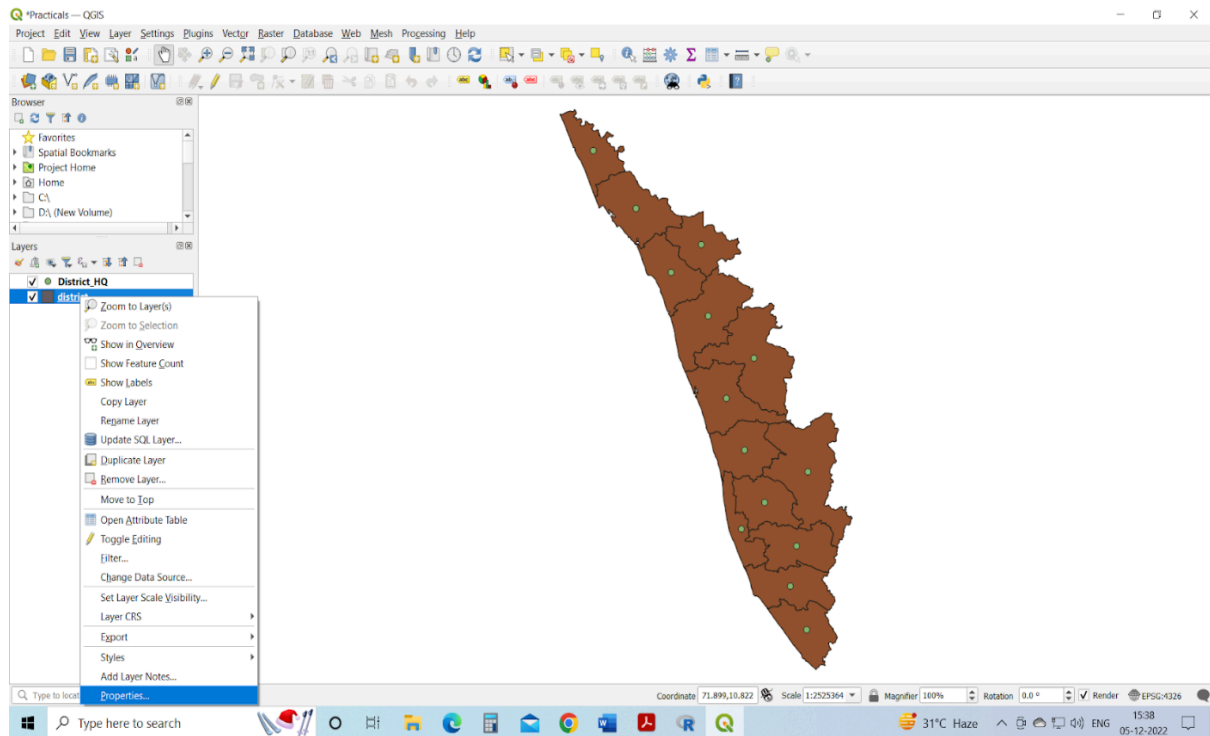 *Practicals — QGIS
Project Edit View Layer Settings Plugins Vector Raster Database Web Mesh Processing Help
Browser
Favorites
Spatial Bookmarks
Project Home
Home
C:\
D:\ (New Volume)
Layers
District_HQ
district
Zoom to Layer(s)
Zoom to Selection
Show in Overview
Show Feature Count
Show Labels
Copy Layer
Rename Layer
Update SQL Layer...
Duplicate Layer
Remove Layer...
Move to Top
Open Attribute Table
Toggle Editing
Filter...
Change Data Source...
Set Layer Scale Visibility...
Layer CRS
Export
Styles
Add Layer Notes...
Properties...
Type to locat
Coordinate 71.899,10.822 Scale 1:2525364 Magnifier 100% Rotation 0.0 ° Render EPSG:4326
Type here to search
31°C Haze ENG 15:38
05-12-2022